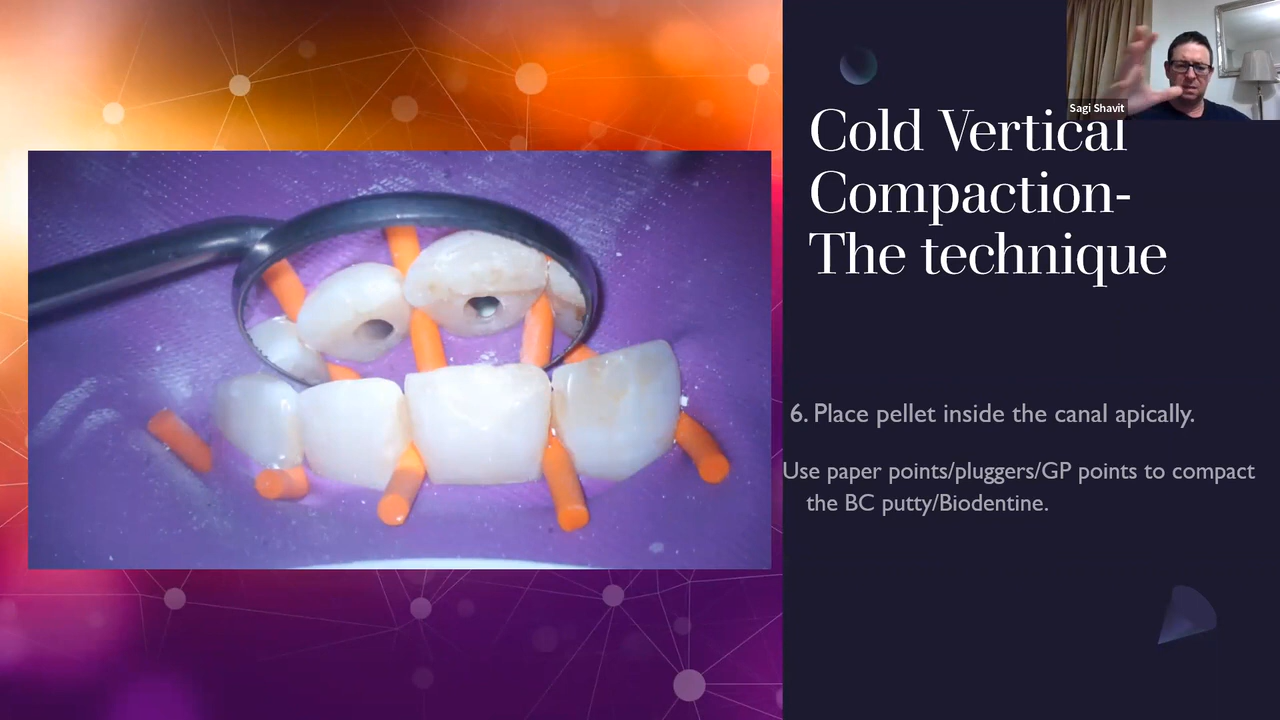 Sagi Shavit
Cold Vertical
Compaction-
The technique
6. Place pellet inside the canal apically.
Use paper points/pluggers/GP points to compact
the BC putty/Biodentine.